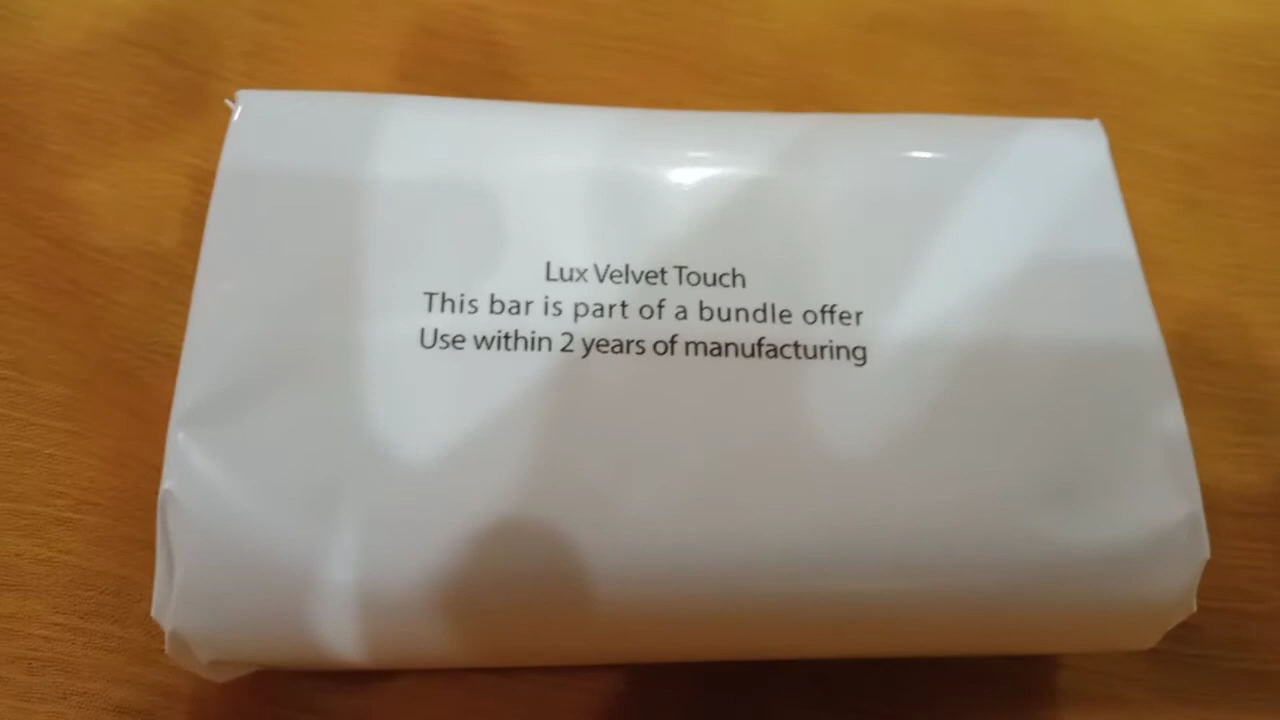 Lux Velvet Touch
This bar is part of a bundle offer
Use within 2 years of manufacturing